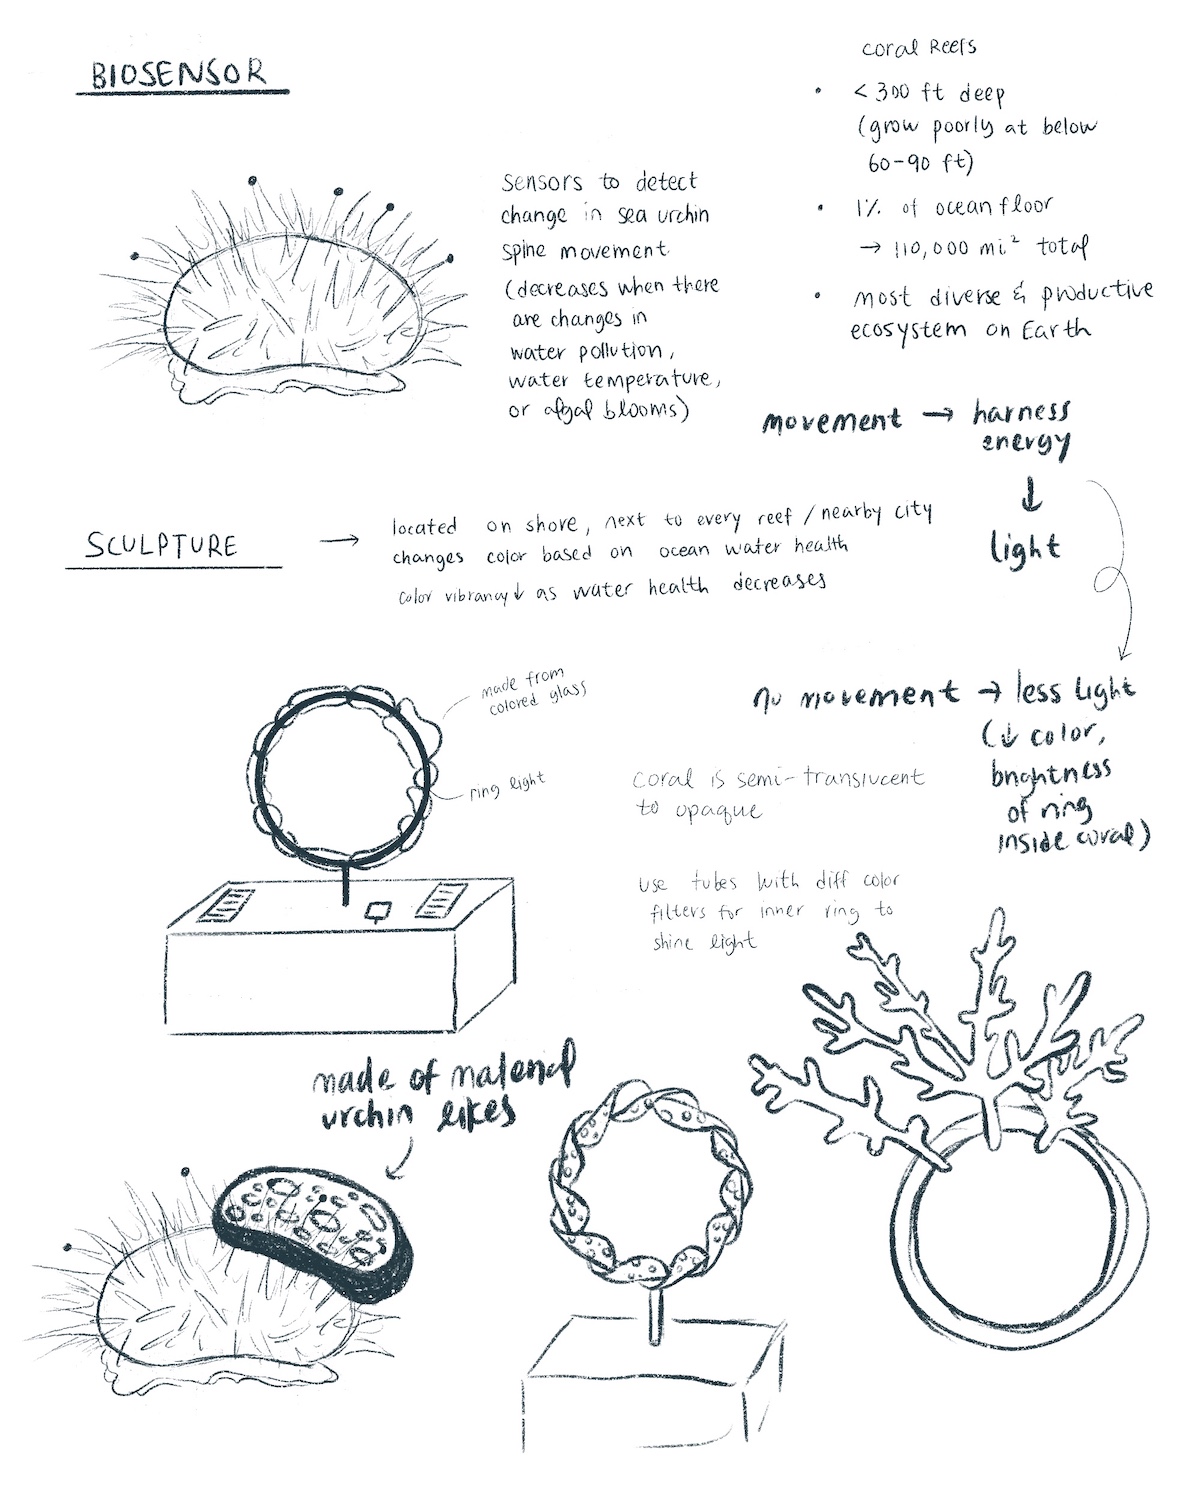 BIOSENSOR
sensors to detect
change in sea urchin
spine movement.
(decreases when there
are changes in
water pollution,
water temperature,
or algal blooms)
coral Reefs
• < 300 ft deep
(grow poorly at below
60-90 ft)
• 1% of ocean floor
→ 110,000 mi² total
• most diverse & productive
ecosystem on Earth
movement → harness
energy
↓
light
no movement → less light
(↓ color,
brightness
of ring
inside coral)
SCULPTURE →
located on shore, next to every reef / nearby city
changes color based on ocean water health
color vibrancy ↓ as water health decreases
made from
colored glass
ring light
coral is semi-translucent
to opaque
use tubes with diff color
filters for inner ring to
shine light
made of material
urchin likes